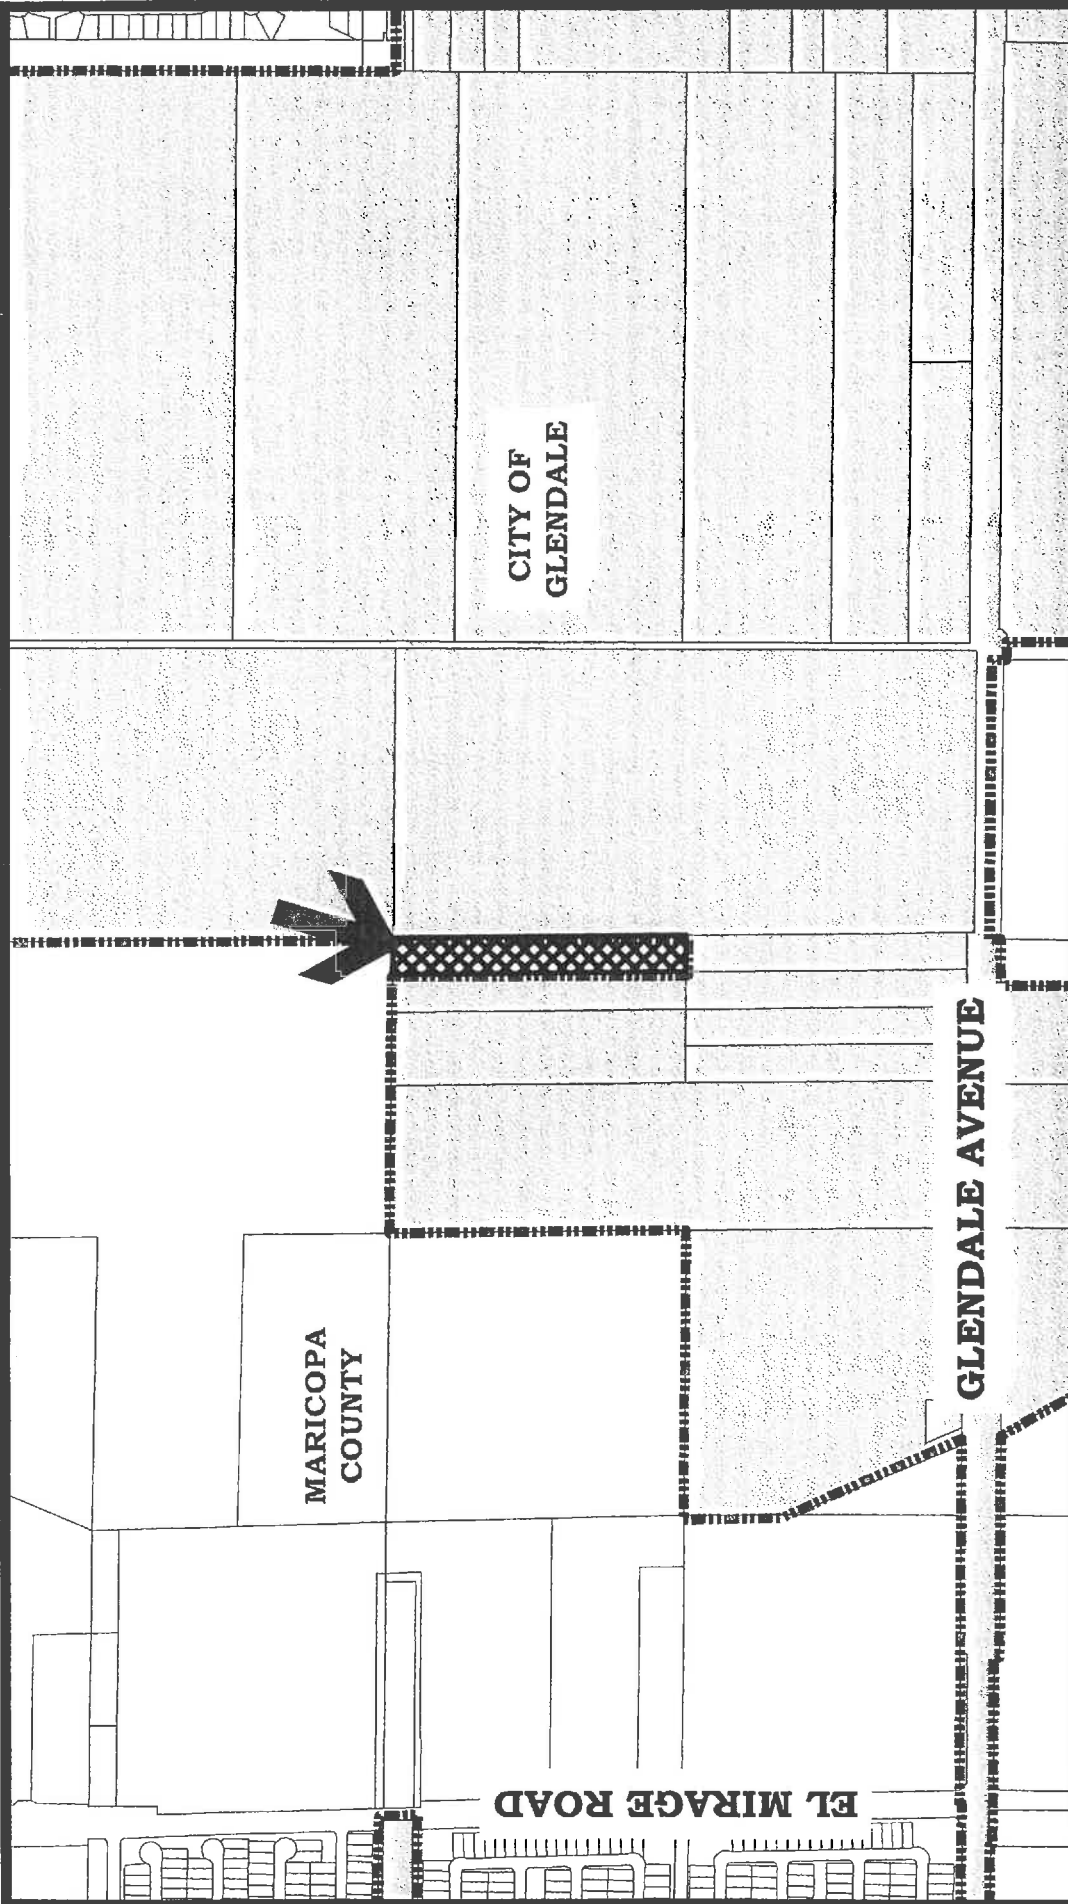 CITY OF
GLENDALE
MARICOPA
COUNTY
GLENDALE AVENUE
EL MIRAGE ROAD